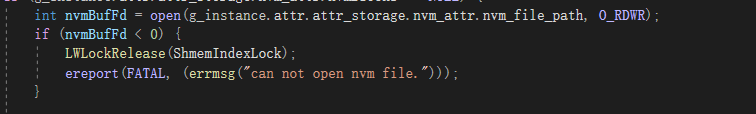 int nvmBufFd = open(g_instance.attr.attr_storage.nvm_attr.nvm_file_path, O_RDWR);
if (nvmBufFd < 0) {
LWLockRelease(ShmemIndexLock);
ereport(FATAL, (errmsg("can not open nvm file.")));
}